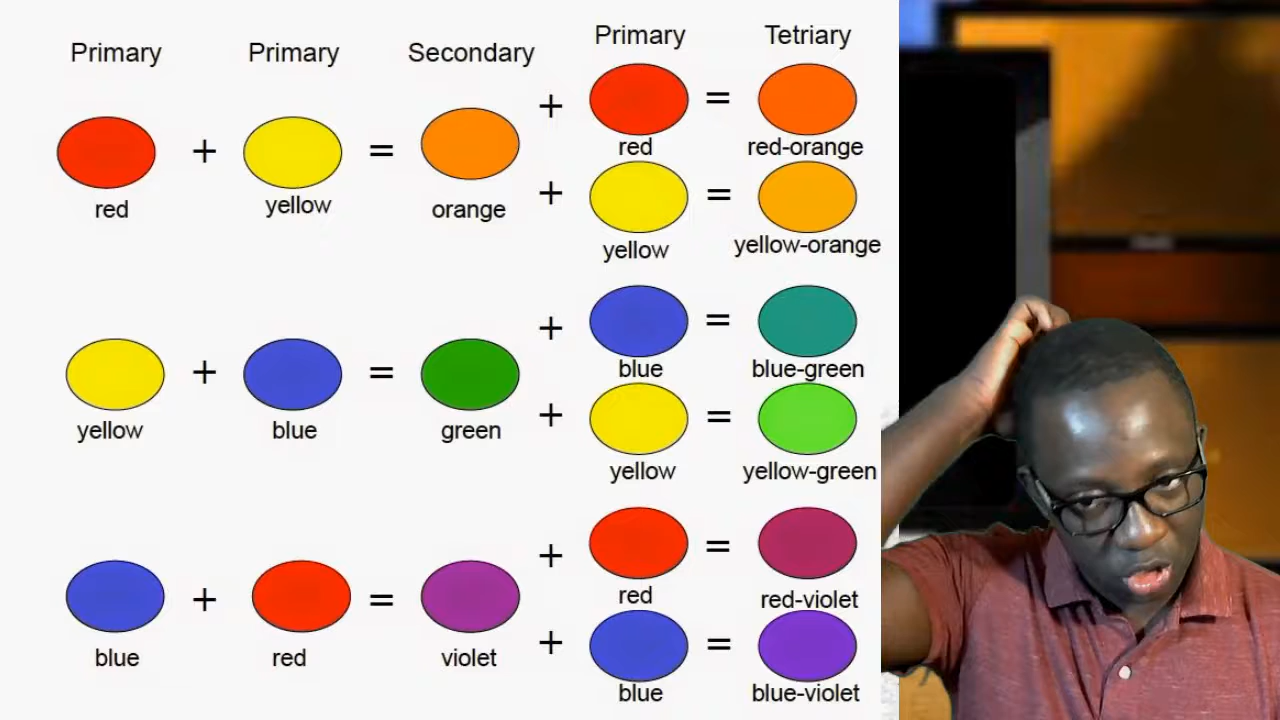 Primary
Primary
Secondary
Primary
Tetriary
+
red
=
red-orange
red
+
yellow
=
orange
+
yellow
=
yellow-orange
+
blue
=
blue-green
yellow
+
blue
=
green
+
yellow
=
yellow-green
+
red
=
red-violet
blue
+
red
=
violet
+
blue
=
blue-violet